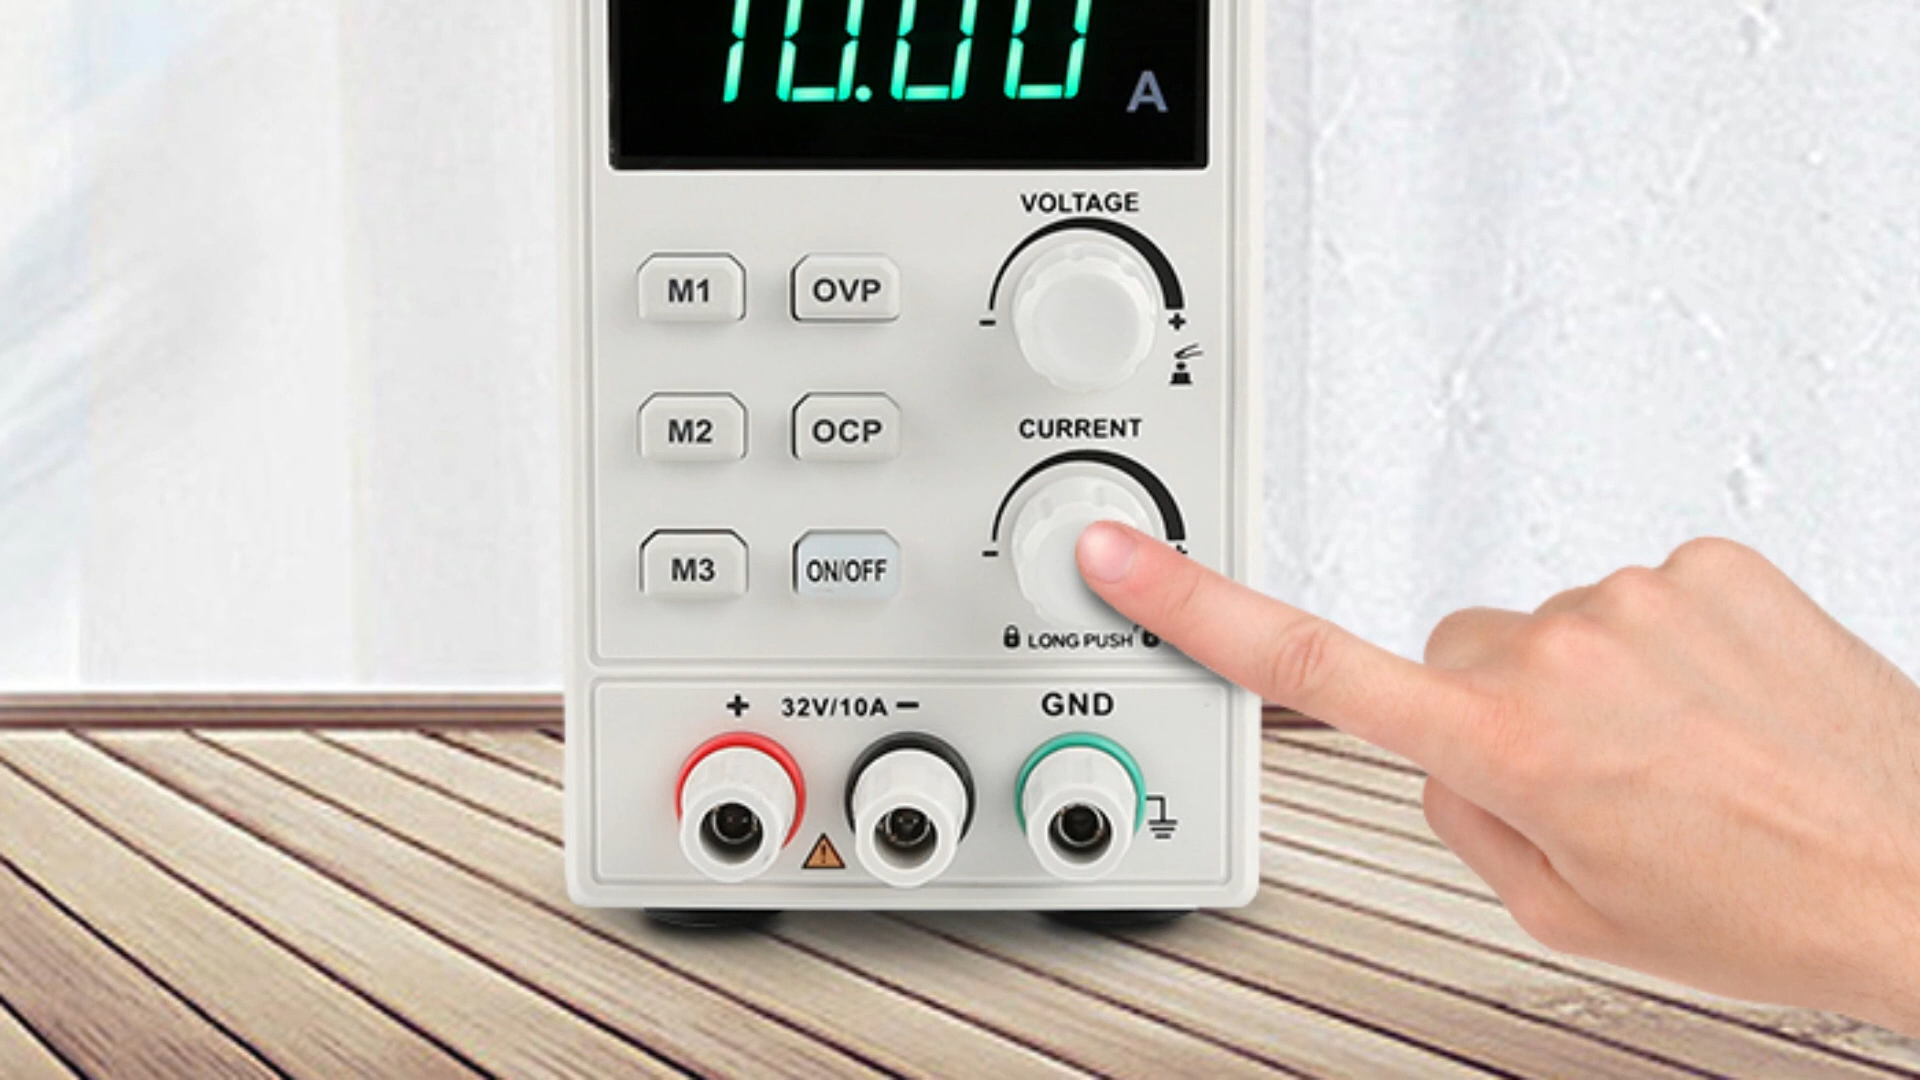 10.00 A
VOLTAGE
M1 OVP
- +
M2 OCP
CURRENT
M3 ON/OFF
-
LONG PUSH
+ 32V/10A - GND